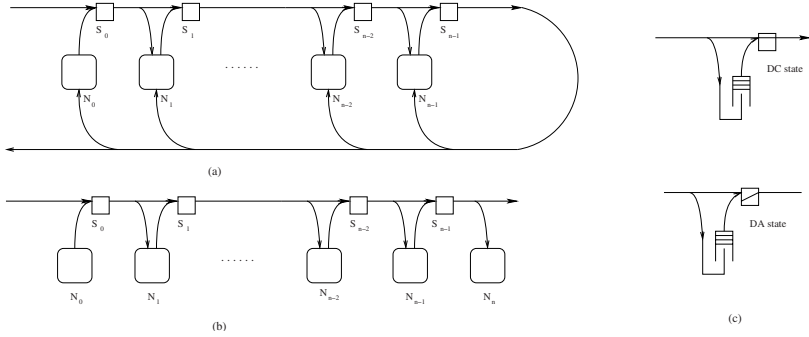 S 0
S 1
S n−2
S n−1
. . . . . .
N 0
N 1
N n−2
N n−1
(a)
S 0
S 1
S n−2
S n−1
. . . . . .
N 0
N 1
N n−2
N n−1
N n
(b)
DC state
DA state
(c)